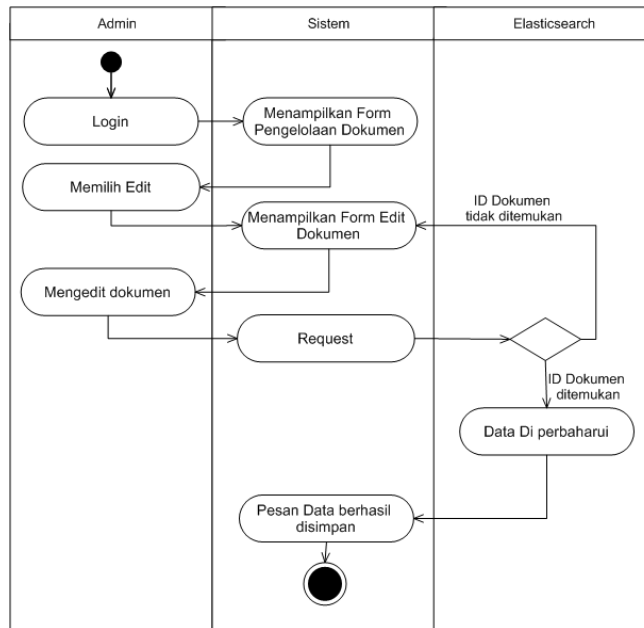 Admin
Sistem
Elasticsearch
Login
Menampilkan Form
Pengelolaan Dokumen
Memilih Edit
Menampilkan Form Edit
Dokumen
ID Dokumen
tidak ditemukan
Mengedit dokumen
Request
ID Dokumen
ditemukan
Data Di perbaharui
Pesan Data berhasil
disimpan